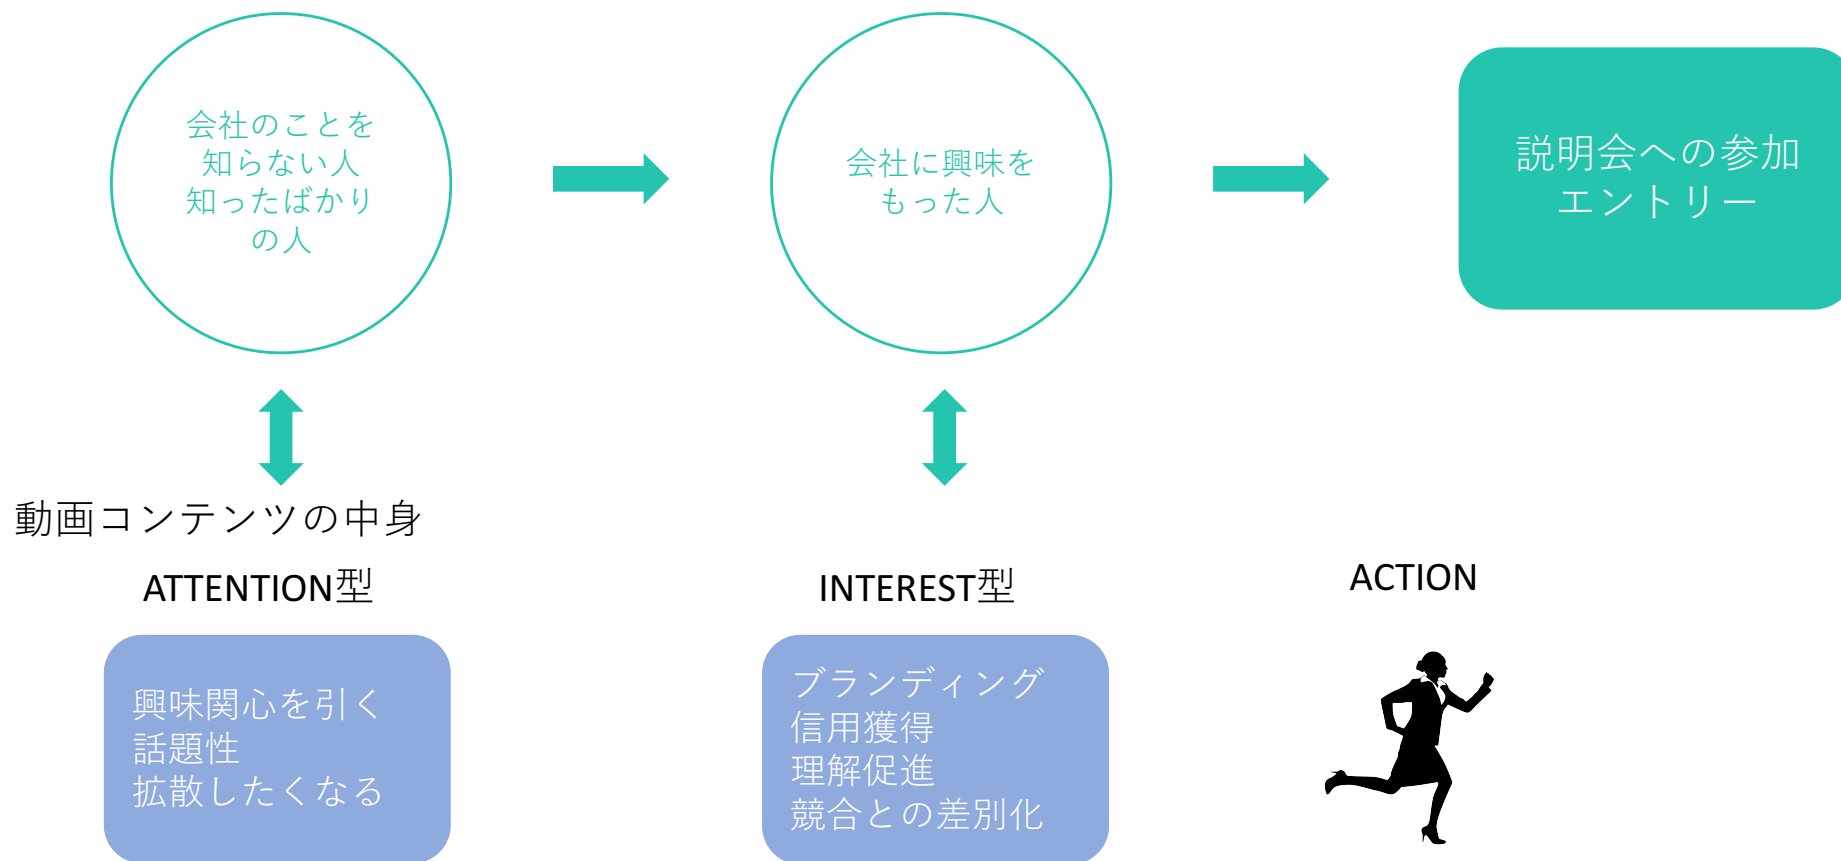 会社のことを
知らない人
知ったばかり
の人
会社に興味を
もった人
説明会への参加
エントリー
動画コンテンツの中身
ATTENTION型
INTEREST型
ACTION
興味関心を引く
話題性
拡散したくなる
ブランディング
信用獲得
理解促進
競合との差別化